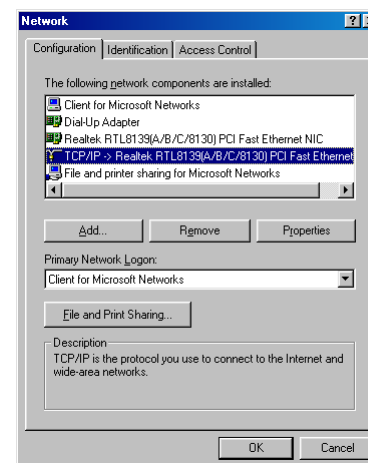 Network
Configuration Identification Access Control
The following network components are installed:
Client for Microsoft Networks
Dial-Up Adapter
Realtek RTL8139(A/B/C/8130) PCI Fast Ethernet NIC
TCP/IP -> Realtek RTL8139(A/B/C/8130) PCI Fast Ethernet
File and printer sharing for Microsoft Networks
Add... Remove Properties
Primary Network Logon:
Client for Microsoft Networks
File and Print Sharing...
Description
TCP/IP is the protocol you use to connect to the Internet and
wide-area networks.
OK Cancel